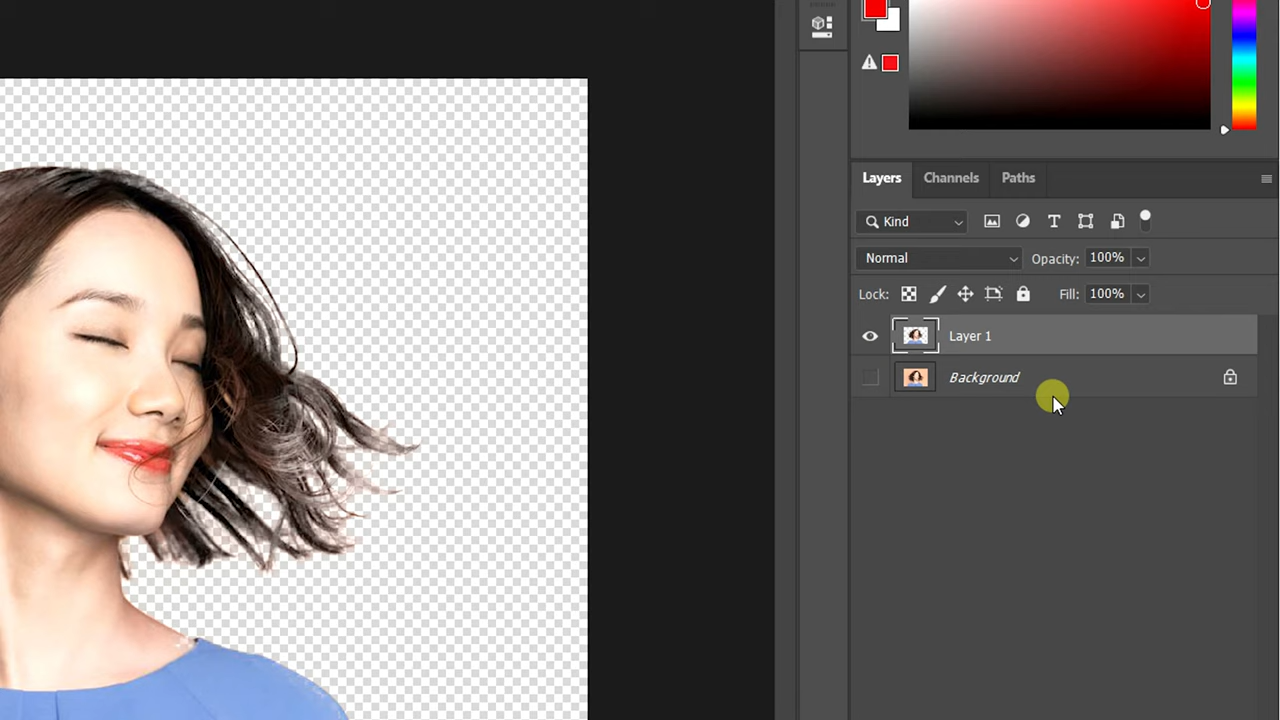 Layers Channels Paths
Kind
Normal Opacity: 100%
Lock: Fill: 100%
Layer 1
Background